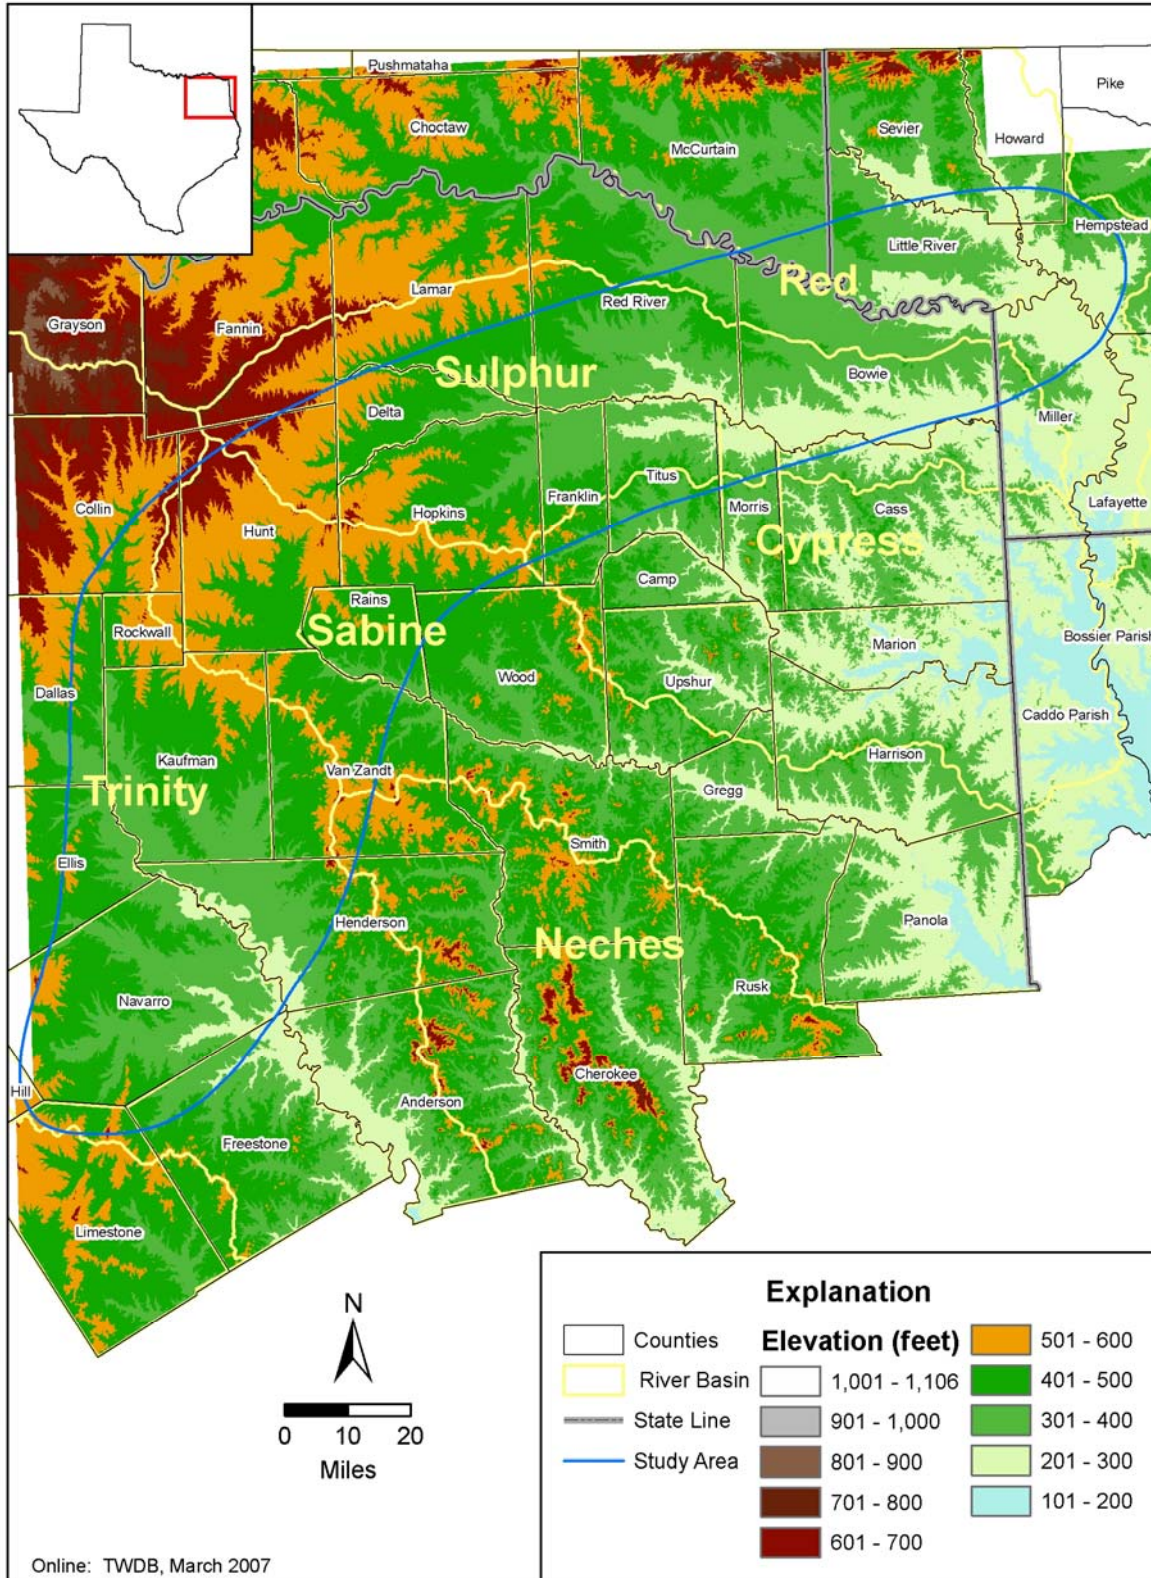 Pushmataha
Pike
Choctaw
Sevier
Howard
McCurtain
Hempstead
Little River
Red
Lamar
Red River
Grayson
Fannin
Sulphur
Bowie
Delta
Miller
Titus
Franklin
Morris
Lafayette
Collin
Hopkins
Cass
Hunt
Cypress
Camp
Rains
Rockwall
Sabine
Bossier Parish
Marion
Wood
Upshur
Dallas
Caddo Parish
Kaufman
Harrison
Van Zandt
Trinity
Gregg
Smith
Ellis
Henderson
Panola
Neches
Rusk
Navarro
Cherokee
Hill
Anderson
Freestone
Limestone
N
0 10 20
Miles
Explanation
Counties
River Basin
State Line
Study Area
Elevation (feet)
1,001 - 1,106
901 - 1,000
801 - 900
701 - 800
601 - 700
501 - 600
401 - 500
301 - 400
201 - 300
101 - 200
Online: TWDB, March 2007